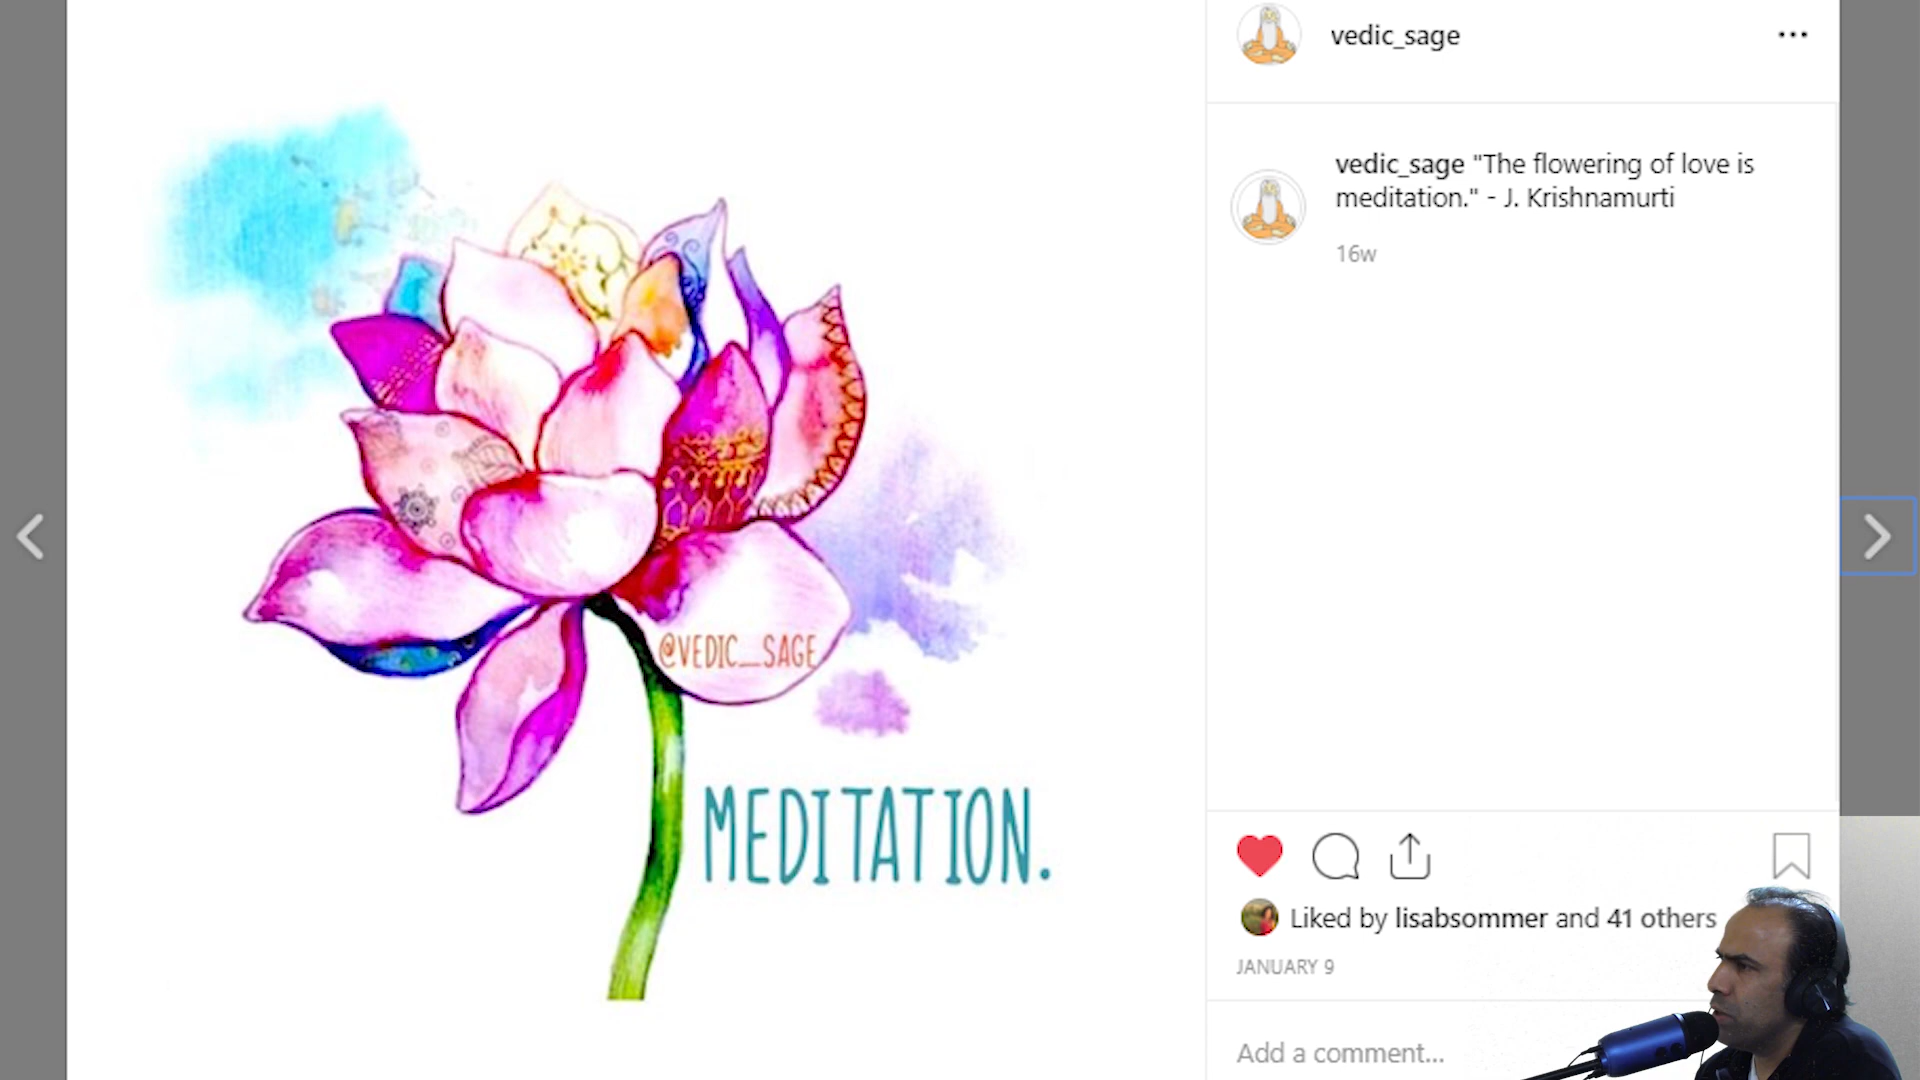 vedic_sage
vedic_sage "The flowering of love is
meditation." - J. Krishnamurti
16w
@VEDIC_SAGE
MEDITATION.
Liked by lisabsommer and 41 others
JANUARY 9
Add a comment...